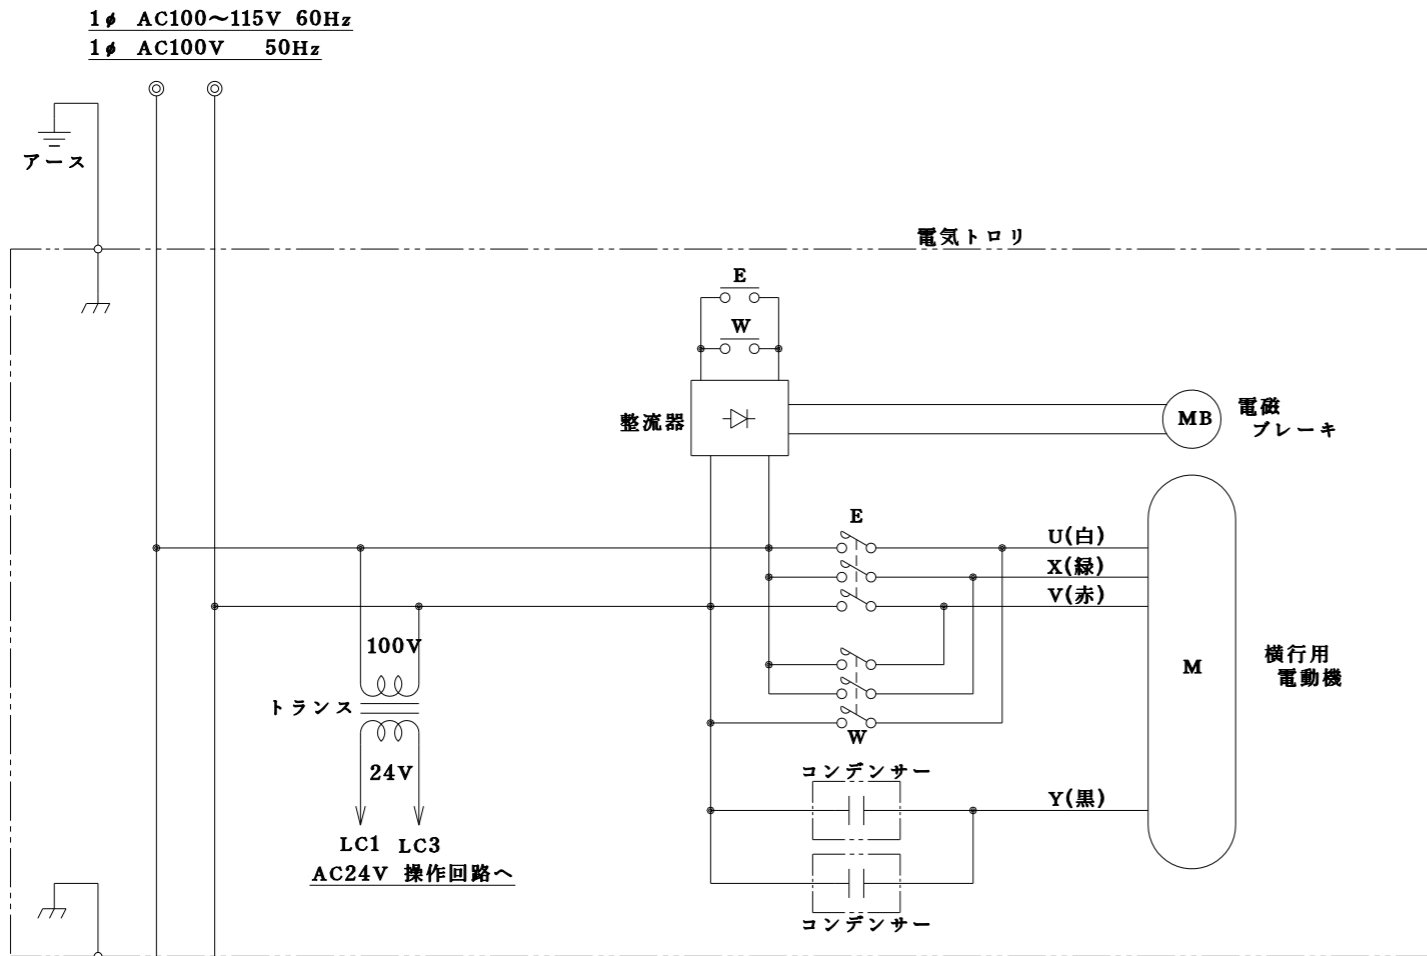 1φ AC100～115V 60Hz
1φ AC100V 50Hz
アース
電気トロリ
E
W
整流器
MB
電磁
ブレーキ
E
U(白)
X(緑)
V(赤)
100V
トランス
24V
LC1 LC3
AC24V 操作回路へ
W
M
横行用
電動機
コンデンサー
Y(黒)
コンデンサー